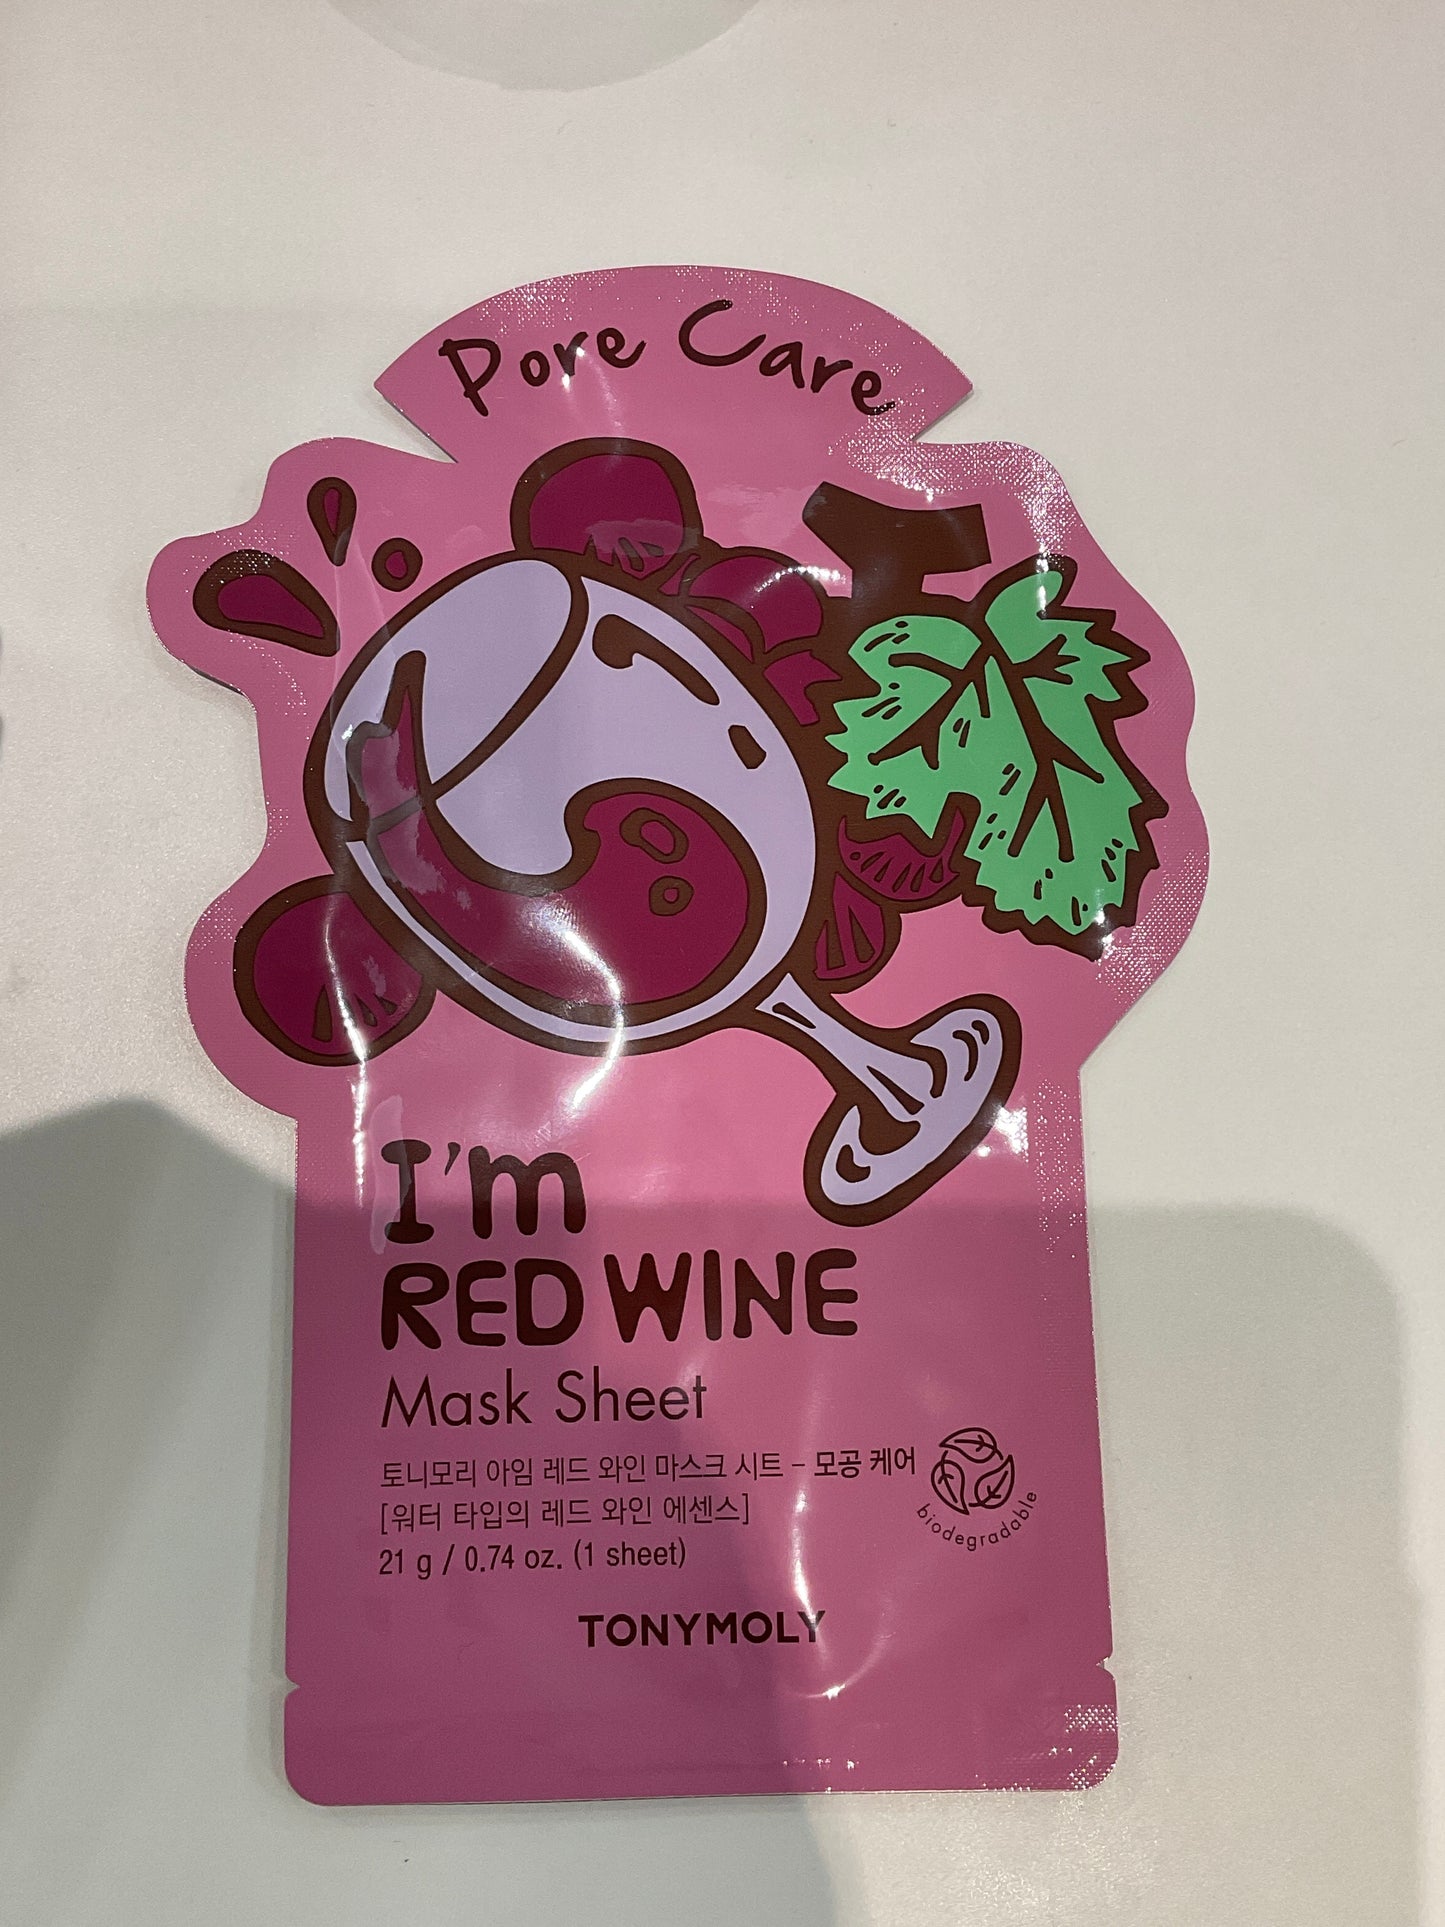 Pore Care
I'm
RED WINE
Mask Sheet
토니모리 아임 레드 와인 마스크 시트 - 모공 케어
[워터 타입의 레드 와인 에센스]
21 g / 0.74 oz. (1 sheet)
biodegradable
TONYMOLY